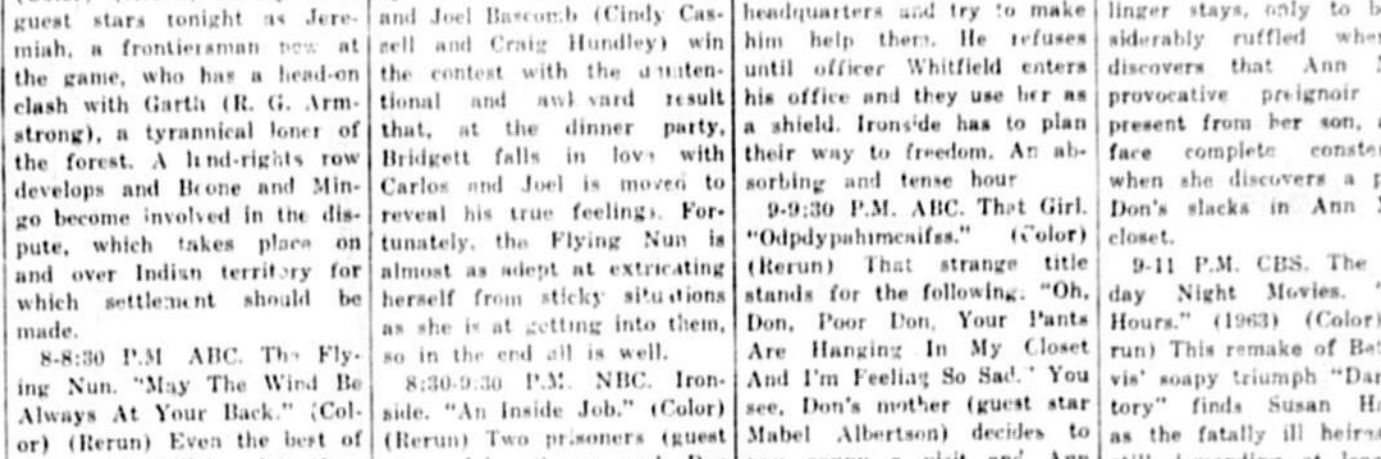 guest stars tonight as Jere-
miah, a frontiersman new at
the game, who has a head-on
clash with Garth (R. G. Arm-
strong), a tyrannical loner of
the forest. A land-rights row
develops and Boone and Min-
go become involved in the dis-
pute, which takes place on
and over Indian territory for
which settlement should be
made.
8-8:30 P.M ABC. The Fly-
ing Nun. "May The Wind Be
Always At Your Back." (Col-
or) (Rerun) Even the best of
and Joel Bascomb (Cindy Cas-
sell and Craig Hundley) win
the contest with the uninten-
tional and awkward result
that, at the dinner party,
Bridgett falls in love with
Carlos and Joel is moved to
reveal his true feelings. For-
tunately, the Flying Nun is
almost as adept at extricating
herself from sticky situations
as she is at getting into them,
so in the end all is well.
8:30-9:30 P.M. NBC. Iron-
side. "An Inside Job." (Color)
(Rerun) Two prisoners (guest
headquarters and try to make
him help them. He refuses
until officer Whitfield enters
his office and they use her as
a shield. Ironside has to plan
their way to freedom. An ab-
sorbing and tense hour
9-9:30 P.M. ABC. That Girl.
"Odpdypahimcaifss." (Color)
(Rerun) That strange title
stands for the following. "Oh,
Don, Poor Don, Your Pants
Are Hanging In My Closet
And I'm Feeling So Sad." You
see, Don's mother (guest star
Mabel Albertson) decides to
linger stays, only to b
siderably ruffled when
discovers that Ann
provocative preignoir
present from her son,
face complete conster
when she discovers a p
Don's slacks in Ann
closet.
9-11 P.M. CBS. The
day Night Movies. "
Hours." (1963) (Color)
run) This remake of Bet
vis' soapy triumph "Dar
tory" finds Susan Ha
as the fatally ill heires